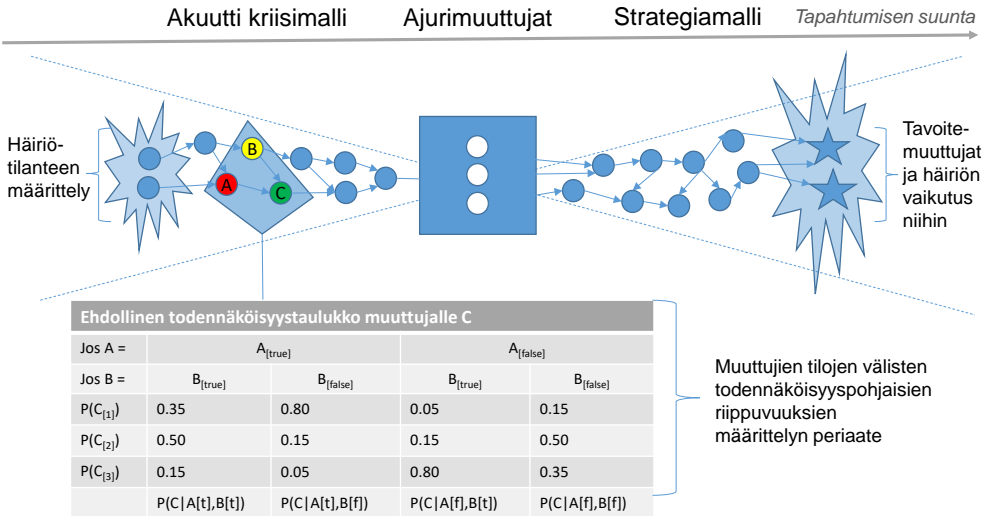 Akuutti kriisimalli
Ajurimuuttujat
Strategiamalli
Tapahtumisen suunta
Häiriö-
tilanteen
määrittely
B
A
C
Tavoite-
muuttujat
ja häiriön
vaikutus
niihin
Ehdollinen todennäköisyystaulukko muuttujalle C
Jos A = A[true] A[false]
Jos B = B[true] B[false] B[true] B[false]
P(C[1]) 0.35 0.80 0.05 0.15
P(C[2]) 0.50 0.15 0.15 0.50
P(C[3]) 0.15 0.05 0.80 0.35
P(C|A[t],B[t]) P(C|A[t],B[f]) P(C|A[f],B[t]) P(C|A[f],B[f])
Muuttujien tilojen välisten
todennäköisyyspohjaisien
riippuvuuksien
määrittelyn periaate